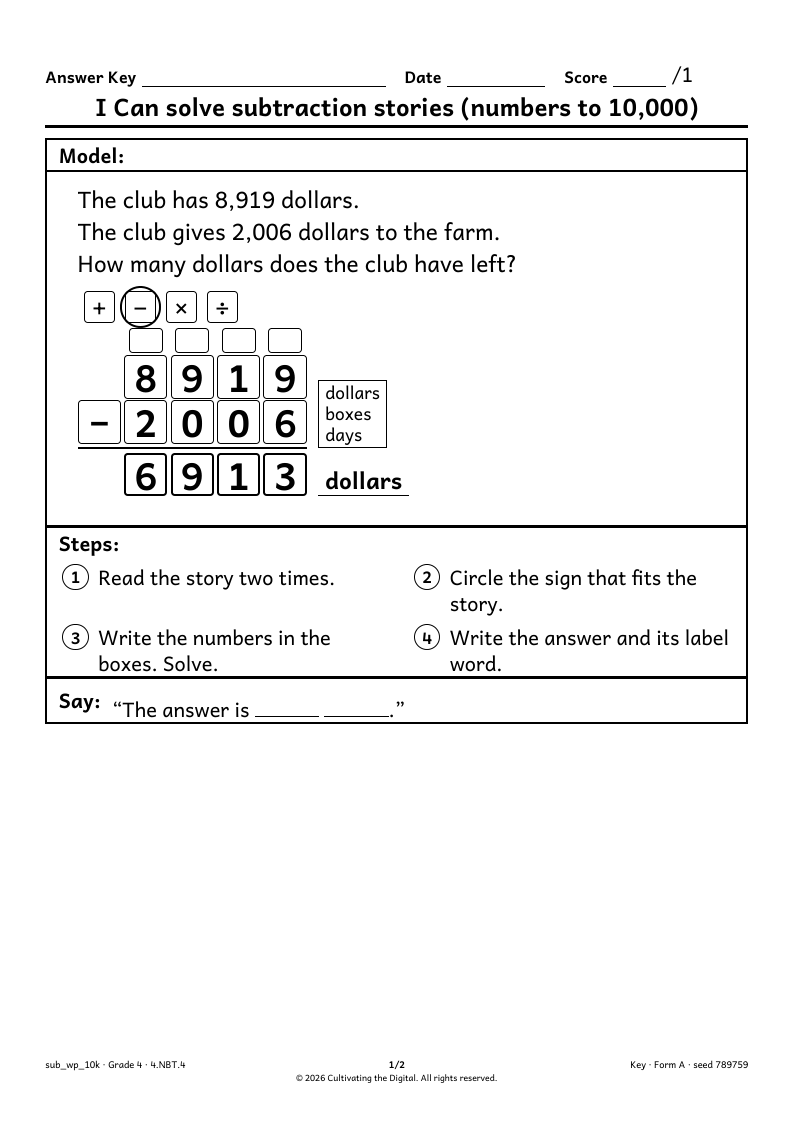 Answer Key ______ Date ______ Score ______ /1
I Can solve subtraction stories (numbers to 10,000)
Model:
The club has 8,919 dollars.
The club gives 2,006 dollars to the farm.
How many dollars does the club have left?
+ − × ÷
8 9 1 9
− 2 0 0 6
dollars
boxes
days
6 9 1 3 dollars
Steps:
1 Read the story two times.
2 Circle the sign that fits the
story.
3 Write the numbers in the
boxes. Solve.
4 Write the answer and its label
word.
Say: “The answer is ______ ______.”
sub_wp_10k · Grade 4 · 4.NBT.4
1/2
Key · Form A · seed 789759
© 2026 Cultivating the Digital. All rights reserved.